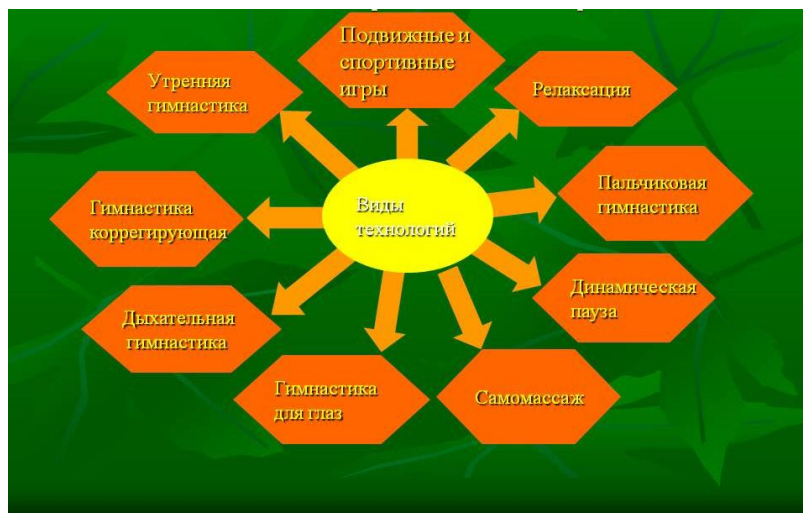 Подвижные и
спортивные
игры
Утренняя
гимнастика
Релаксация
Пальчиковая
гимнастика
Виды
технологий
Гимнастика
коррегирующая
Динамическая
пауза
Дыхательная
гимнастика
Гимнастика
для глаз
Самомассаж